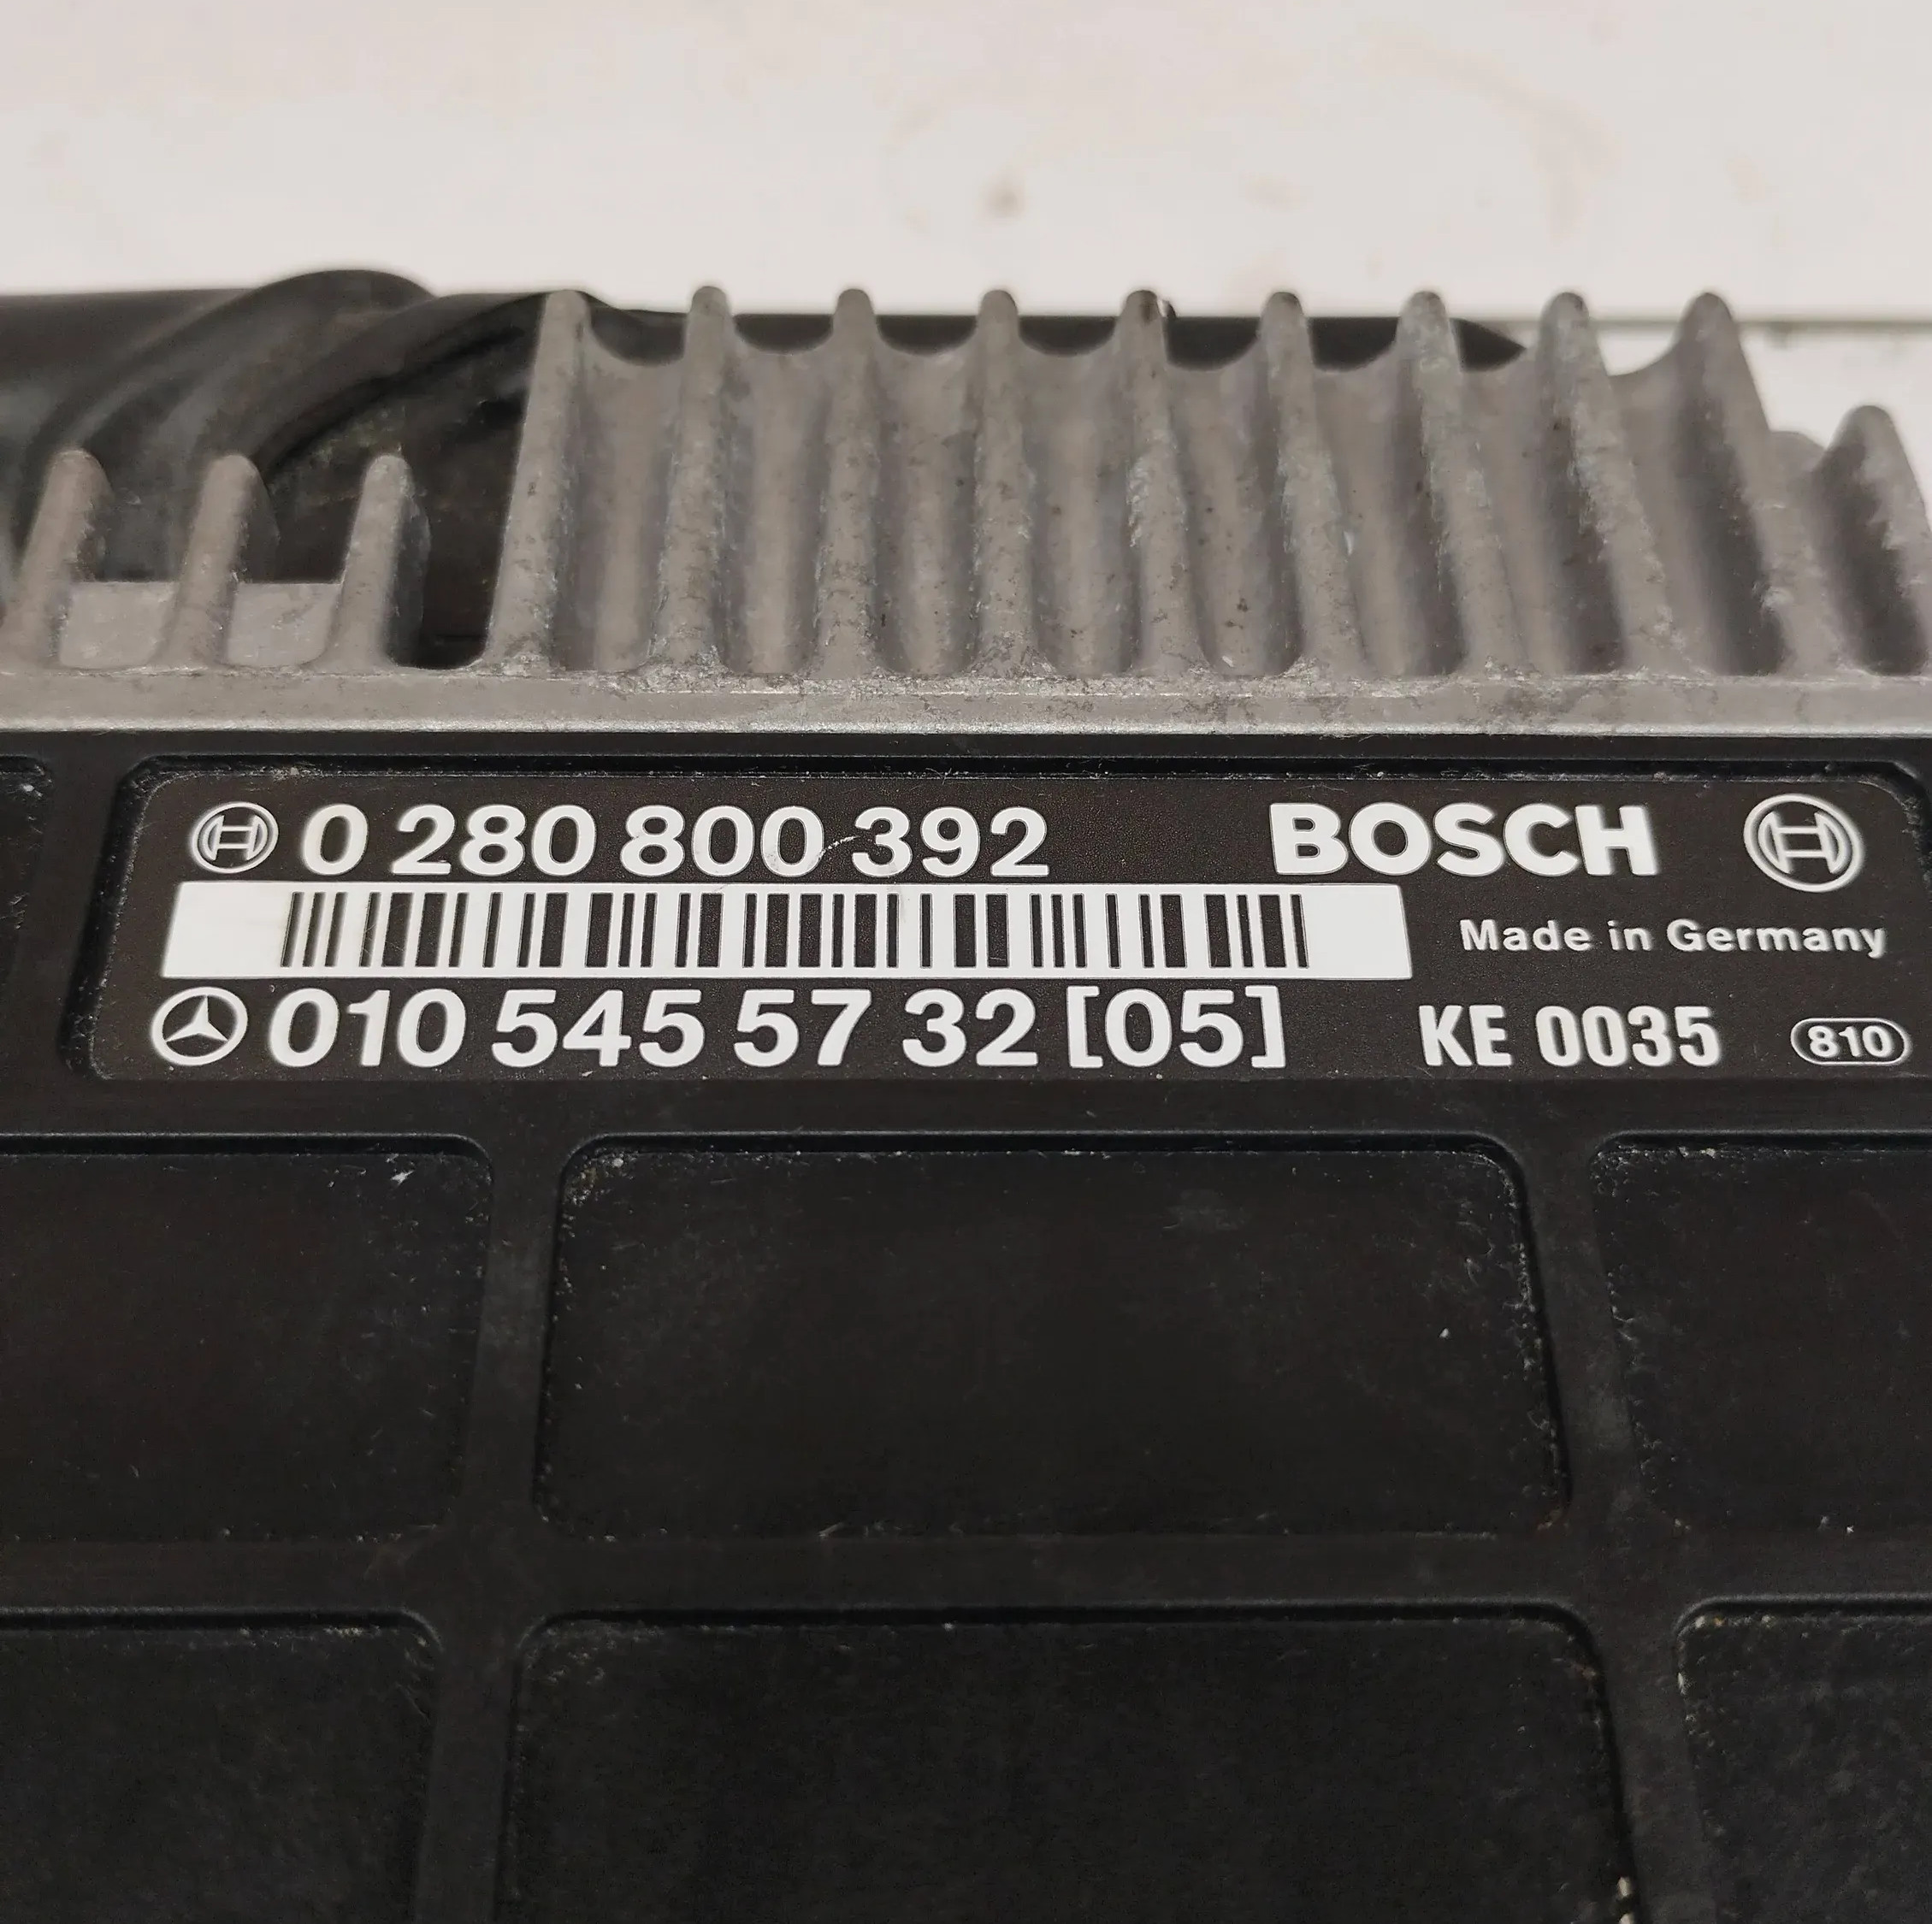 0 280 800 392 BOSCH
Made in Germany
010 545 57 32 [05] KE 0035 810